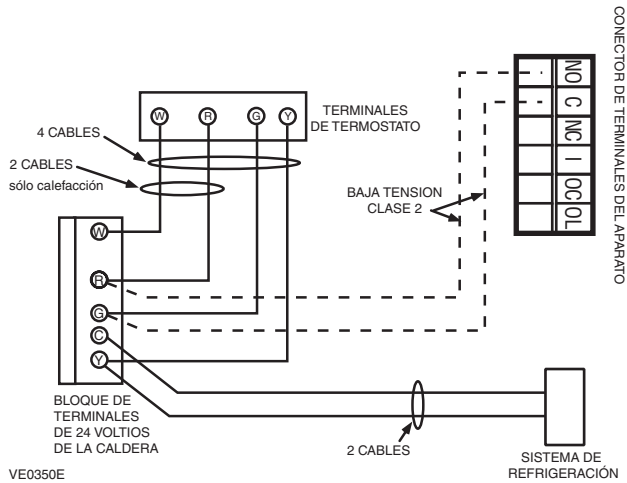 CONECTOR DE TERMINALES DEL APARATO
NO
C
NC
I
OC
OL
W
R
G
Y
TERMINALES
DE TERMOSTATO
4 CABLES
2 CABLES
sólo calefacción
BAJA TENSION
CLASE 2
W
R
G
C
Y
BLOQUE DE
TERMINALES
DE 24 VOLTIOS
DE LA CALDERA
2 CABLES
SISTEMA DE
REFRIGERACIÓN
VE0350E